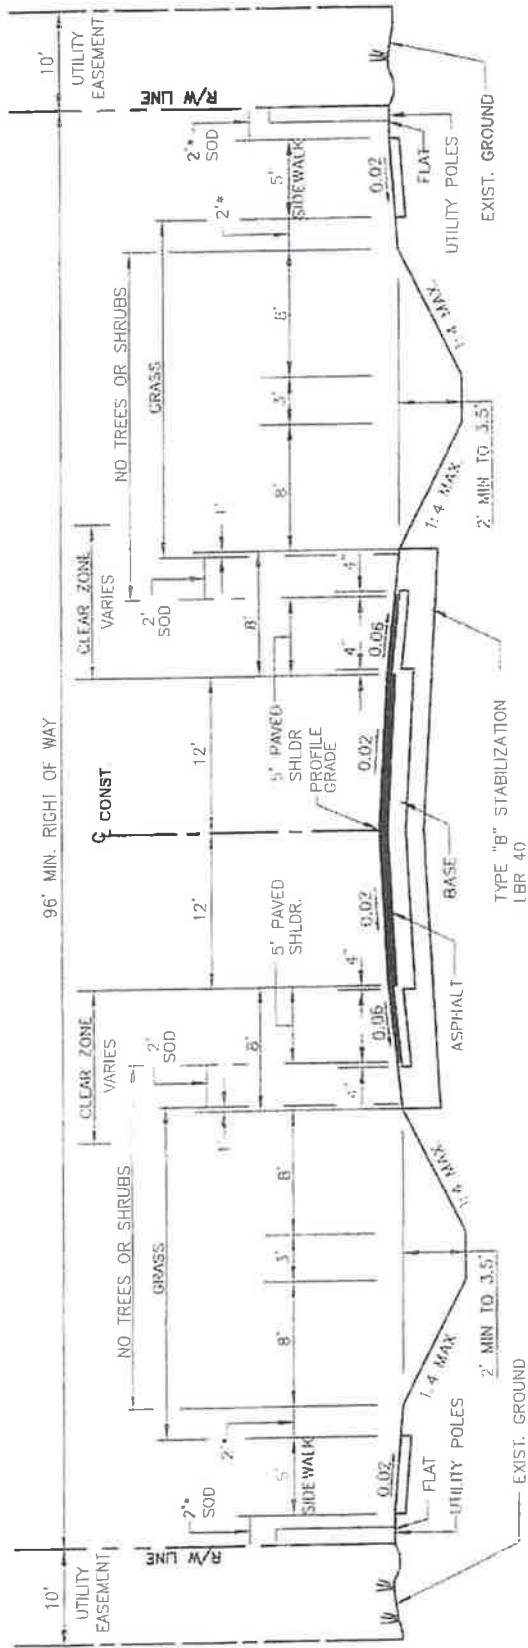 96' MIN. RIGHT OF WAY
10'
UTILITY
EASEMENT
R/W LINE
2'*
SOD
5'
SIDEWALK
2'*
NO TREES OR SHRUBS
GRASS
8'
3'
8'
CLEAR ZONE
VARIES
2'
SOD
1'
8'
4"
4"
5' PAVED
SHLDR.
12'
℄ CONST
12'
5' PAVED
SHLDR
PROFILE
GRADE
CLEAR ZONE
VARIES
2'
SOD
1'
8'
4"
4"
NO TREES OR SHRUBS
GRASS
8'
3'
2'*
5'
SIDEWALK
2'*
SOD
R/W LINE
10'
UTILITY
EASEMENT
0.02
FLAT
UTILITY POLES
EXIST. GROUND
1:4 MAX
2' MIN TO 3.5'
1:4 MAX
0.06
0.02
ASPHALT
BASE
0.02
0.06
TYPE "B" STABILIZATION
LBR 40
1:4 MAX
2' MIN TO 3.5'
1:4 MAX
0.02
FLAT
UTILITY POLES
EXIST. GROUND